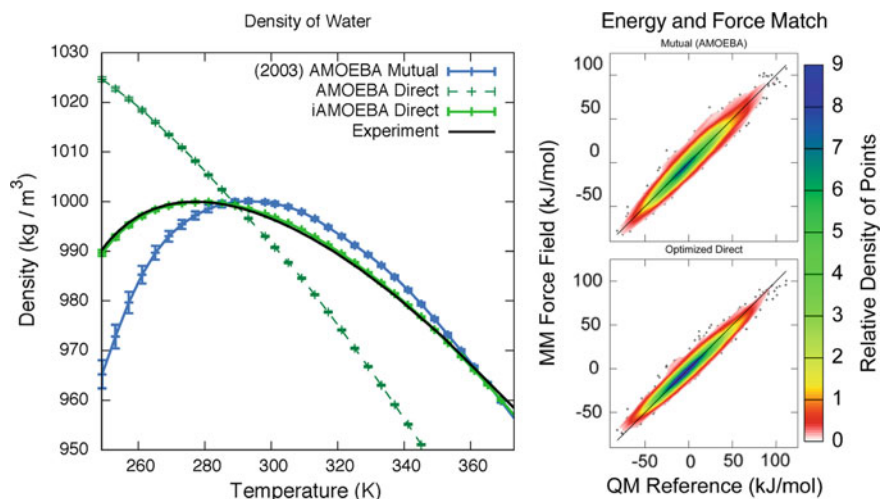 Density of Water
1030
1020
1010
1000
990
980
970
960
950
Density (kg / m³)
(2003) AMOEBA Mutual
AMOEBA Direct
iAMOEBA Direct
Experiment
260
280
300
320
340
360
Temperature (K)
Energy and Force Match
Mutual (AMOEBA)
100
50
0
-50
Optimized Direct
100
50
0
-50
MM Force Field (kJ/mol)
-50
0
50
100
QM Reference (kJ/mol)
9
8
7
6
5
4
3
2
1
0
Relative Density of Points